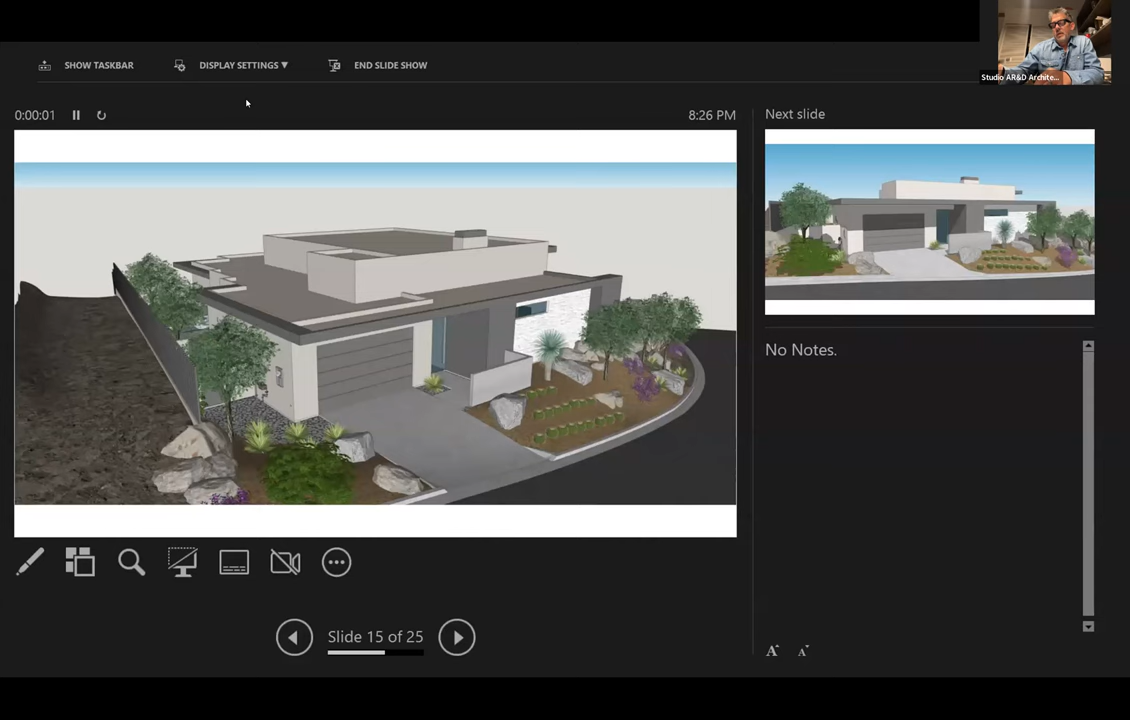 Studio AR&D Archite...
SHOW TASKBAR
DISPLAY SETTINGS ▼
END SLIDE SHOW
0:00:01
8:26 PM
Next slide
No Notes.
Slide 15 of 25
A A